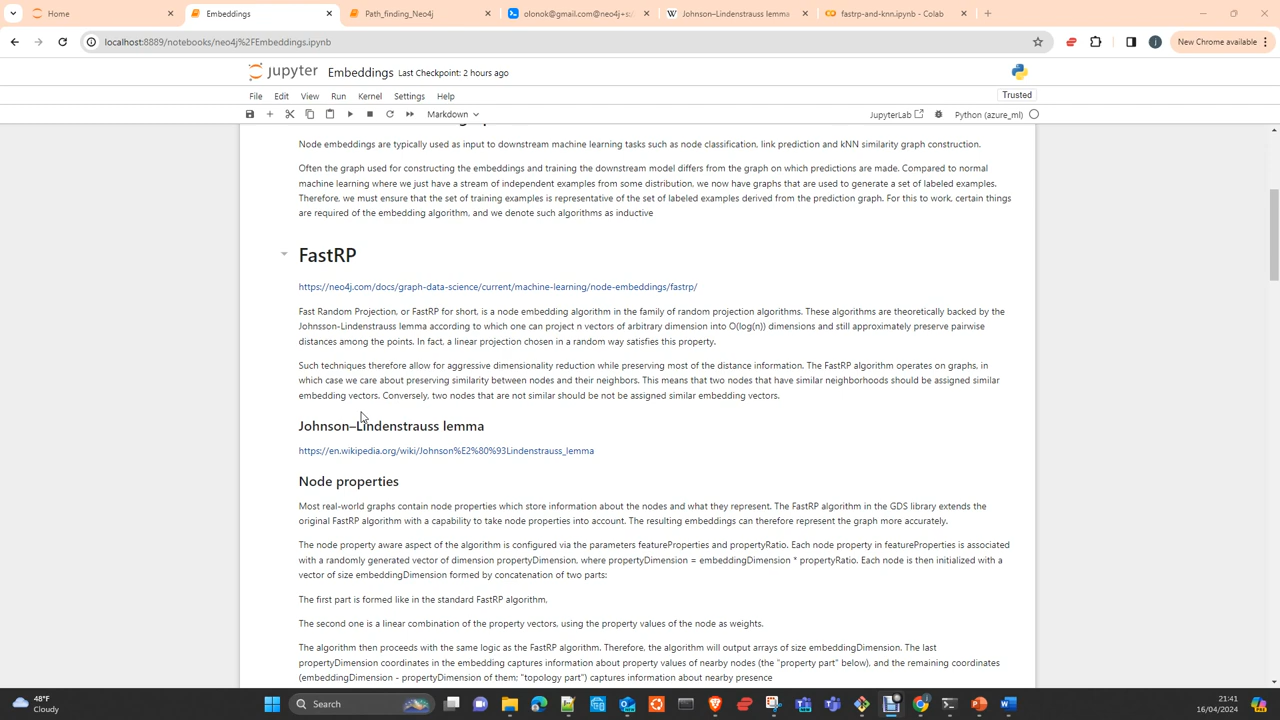 Home
Embeddings
Path_finding_Neo4j
olonok@gmail.com@neo4j+s:/
Johnson–Lindenstrauss lemma
fastrp-and-knn.ipynb - Colab
localhost:8889/notebooks/neo4j%2FEmbeddings.ipynb
New Chrome available
jupyter Embeddings Last Checkpoint: 2 hours ago
File Edit View Run Kernel Settings Help
Trusted
Markdown
JupyterLab
Python (azure_ml)
Node embeddings are typically used as input to downstream machine learning tasks such as node classification, link prediction and kNN similarity graph construction.
Often the graph used for constructing the embeddings and training the downstream model differs from the graph on which predictions are made. Compared to normal
machine learning where we just have a stream of independent examples from some distribution, we now have graphs that are used to generate a set of labeled examples.
Therefore, we must ensure that the set of training examples is representative of the set of labeled examples derived from the prediction graph. For this to work, certain things
are required of the embedding algorithm, and we denote such algorithms as inductive
FastRP
https://neo4j.com/docs/graph-data-science/current/machine-learning/node-embeddings/fastrp/
Fast Random Projection, or FastRP for short, is a node embedding algorithm in the family of random projection algorithms. These algorithms are theoretically backed by the
Johnsson-Lindenstrauss lemma according to which one can project n vectors of arbitrary dimension into O(log(n)) dimensions and still approximately preserve pairwise
distances among the points. In fact, a linear projection chosen in a random way satisfies this property.
Such techniques therefore allow for aggressive dimensionality reduction while preserving most of the distance information. The FastRP algorithm operates on graphs, in
which case we care about preserving similarity between nodes and their neighbors. This means that two nodes that have similar neighborhoods should be assigned similar
embedding vectors. Conversely, two nodes that are not similar should be not be assigned similar embedding vectors.
Johnson–Lindenstrauss lemma
https://en.wikipedia.org/wiki/Johnson%E2%80%93Lindenstrauss_lemma
Node properties
Most real-world graphs contain node properties which store information about the nodes and what they represent. The FastRP algorithm in the GDS library extends the
original FastRP algorithm with a capability to take node properties into account. The resulting embeddings can therefore represent the graph more accurately.
The node property aware aspect of the algorithm is configured via the parameters featureProperties and propertyRatio. Each node property in featureProperties is associated
with a randomly generated vector of dimension propertyDimension, where propertyDimension = embeddingDimension * propertyRatio. Each node is then initialized with a
vector of size embeddingDimension formed by concatenation of two parts:
The first part is formed like in the standard FastRP algorithm.
The second one is a linear combination of the property vectors, using the property values of the node as weights.
The algorithm then proceeds with the same logic as the FastRP algorithm. Therefore, the algorithm will output arrays of size embeddingDimension. The last
propertyDimension coordinates in the embedding captures information about property values of nearby nodes (the "property part" below), and the remaining coordinates
(embeddingDimension - propertyDimension of them; "topology part") captures information about nearby presence
48°F
Cloudy
Search
21:41
16/04/2024